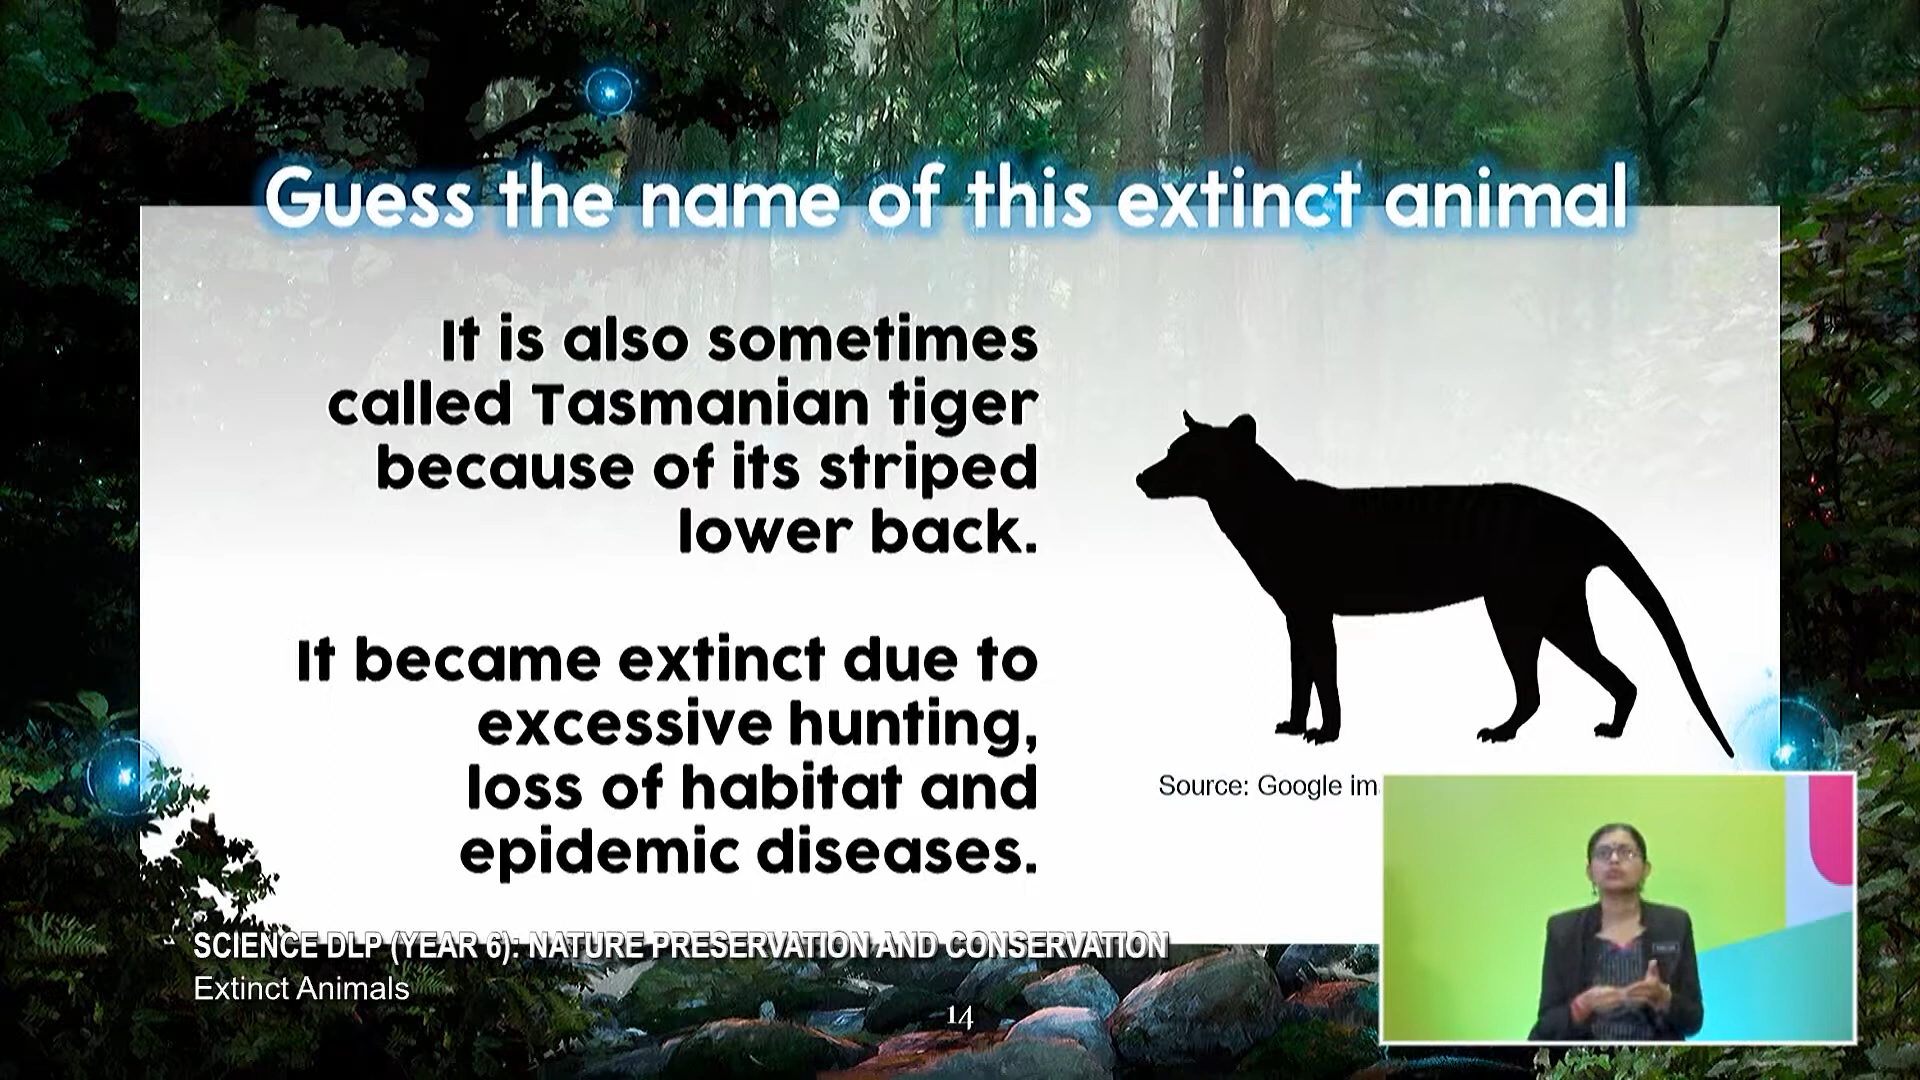 Guess the name of this extinct animal
It is also sometimes
called Tasmanian tiger
because of its striped
lower back.
It became extinct due to
excessive hunting,
loss of habitat and
epidemic diseases.
Source: Google
SCIENCE DLP (YEAR 6): NATURE PRESERVATION AND CONSERVATION
Extinct Animals
14